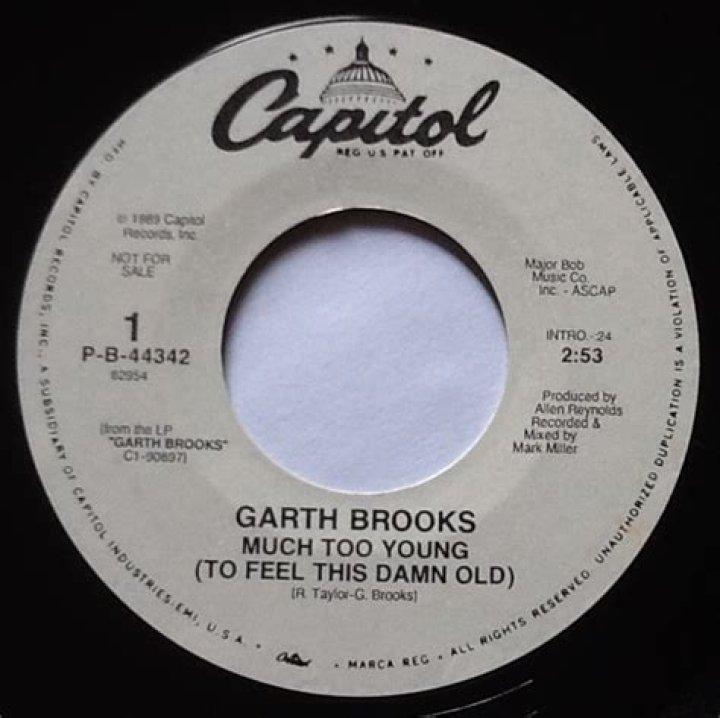 Capitol
REG. U.S. PAT. OFF.
℗ 1989 Capitol
Records, Inc.
NOT FOR
SALE
1
P-B-44342
62954
(from the LP
"GARTH BROOKS"
C1-90897)
Major Bob
Music Co.
Inc. - ASCAP
INTRO.-:24
2:53
Produced by
Allen Reynolds
Recorded &
Mixed by
Mark Miller
GARTH BROOKS
MUCH TOO YOUNG
(TO FEEL THIS DAMN OLD)
(R. Taylor-G. Brooks)
MFD. BY CAPITOL RECORDS, INC., A SUBSIDIARY OF CAPITOL INDUSTRIES-EMI, U.S.A. • Capitol • MARCA REG. • ALL RIGHTS RESERVED. UNAUTHORIZED DUPLICATION IS A VIOLATION OF APPLICABLE LAWS